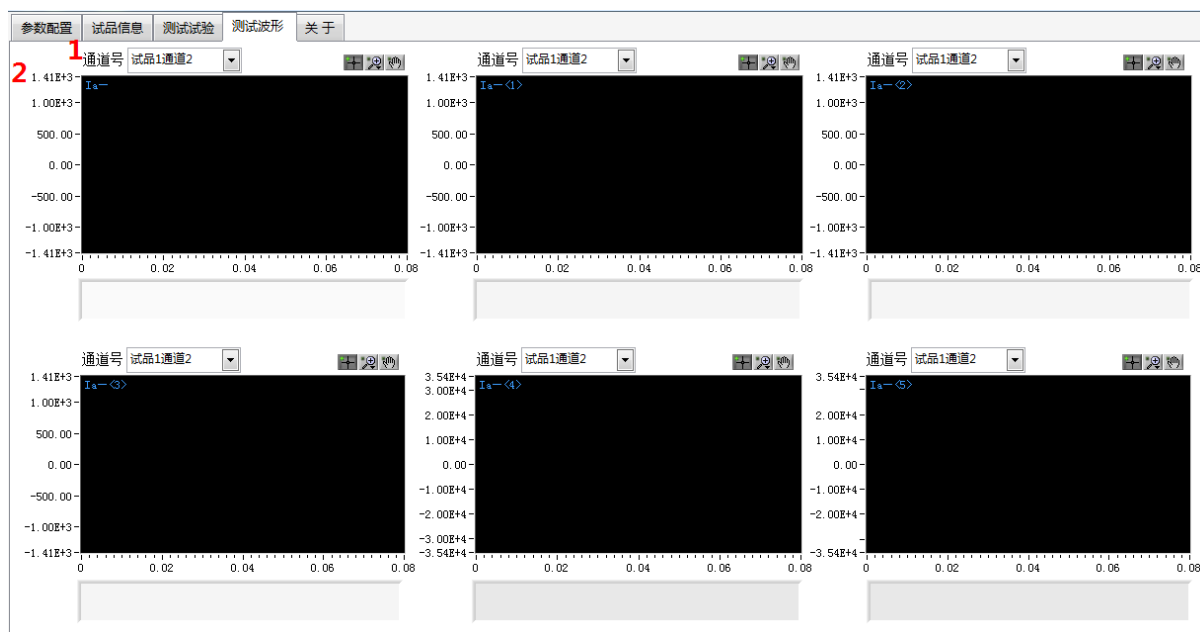 参数配置 试品信息 测试试验 测试波形 关 于
1
2
通道号 试品1通道2 通道号 试品1通道2 通道号 试品1通道2
1.41E+3 Ia— 1.41E+3 Ia—<1> 1.41E+3 Ia—<2>
1.00E+3 1.00E+3 1.00E+3
500.00 500.00 500.00
0.00 0.00 0.00
-500.00 -500.00 -500.00
-1.00E+3 -1.00E+3 -1.00E+3
-1.41E+3 -1.41E+3 -1.41E+3
0 0.02 0.04 0.06 0.08 0 0.02 0.04 0.06 0.08 0 0.02 0.04 0.06 0.08
通道号 试品1通道2 通道号 试品1通道2 通道号 试品1通道2
1.41E+3 Ia—<3> 3.54E+4 Ia—<4> 3.54E+4 Ia—<5>
1.00E+3 3.00E+4
500.00 2.00E+4 2.00E+4
1.00E+4 1.00E+4
0.00 0.00 0.00
-500.00 -1.00E+4 -1.00E+4
-1.00E+3 -2.00E+4 -2.00E+4
-3.00E+4
-1.41E+3 -3.54E+4 -3.54E+4
0 0.02 0.04 0.06 0.08 0 0.02 0.04 0.06 0.08 0 0.02 0.04 0.06 0.08